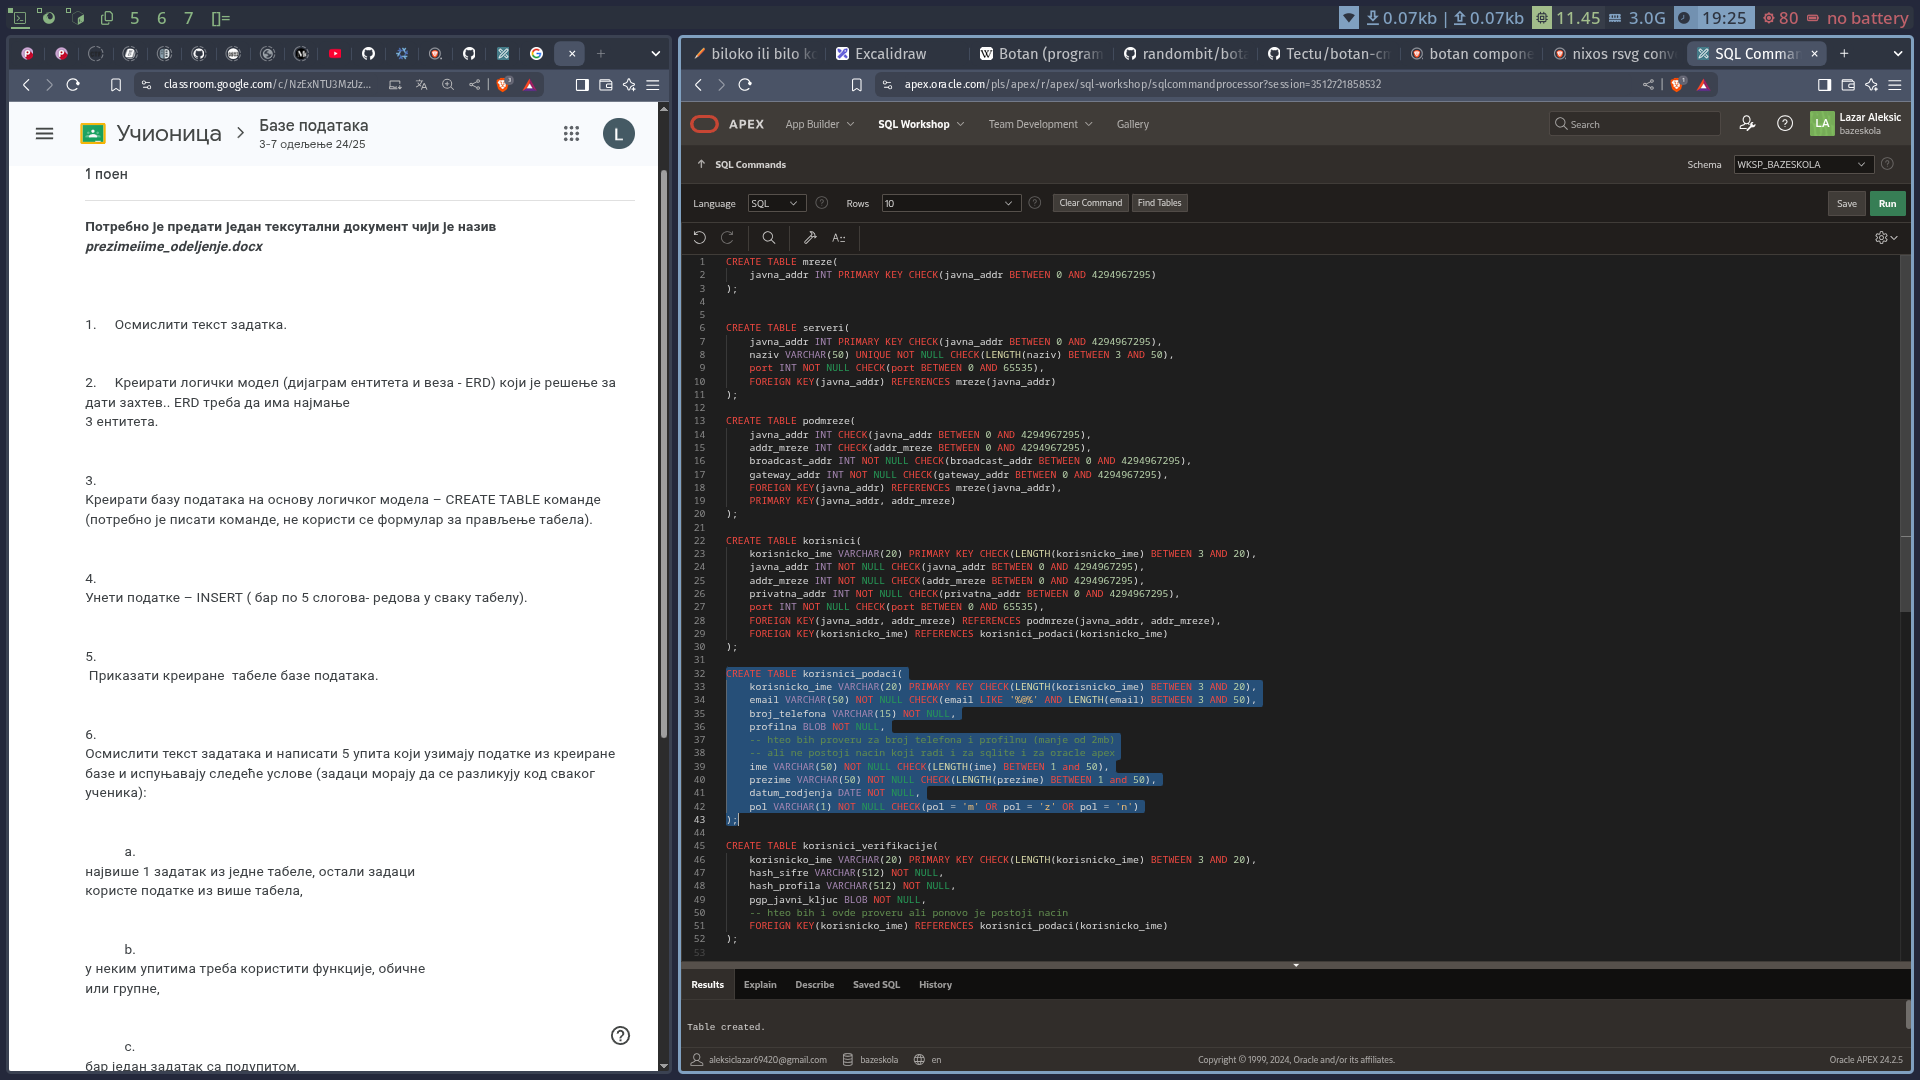 5 6 7 []= 0.07kb | 0.07kb 11.45 3.0G 19:25 80 no battery
biloko ili bilo k Excalidraw Botan (program randombit/bota Tectu/botan-cm botan compone nixos rsvg conv SQL Comman
classroom.google.com/c/NzExNTU3MzUz...
apex.oracle.com/pls/apex/r/apex/sql-workshop/sqlcommandprocessor?session=3512721858532
Учионица
Базе података
3-7 одељење 24/25
L
1 поен
Потребно је предати један тексутални документ чији је назив
prezimeiime_odeljenje.docx
1. Осмислити текст задатка.
2. Креирати логички модел (дијаграм ентитета и веза - ERD) који је решење за
дати захтев.. ERD треба да има најмање
3 ентитета.
3.
Креирати базу података на основу логичког модела – CREATE TABLE команде
(потребно је писати команде, не користи се формулар за прављење табела).
4.
Унети податке – INSERT ( бар по 5 слогова- редова у сваку табелу).
5.
Приказати креиране  табеле базе података.
6.
Осмислити текст задатака и написати 5 упита који узимају податке из креиране
базе и испуњавају следеће услове (задаци морају да се разликују код сваког
ученика):
a.
највише 1 задатак из једне табеле, остали задаци
користе податке из више табела,
b.
у неким упитима треба користити функције, обичне
или групне,
c.
бар један задатак са подупитом.
APEX App Builder SQL Workshop Team Development Gallery Search LA Lazar Aleksic
bazeskola
SQL Commands Schema WKSP_BAZESKOLA
Language SQL Rows 10 Clear Command Find Tables Save Run
1 CREATE TABLE mreze(
2 javna_addr INT PRIMARY KEY CHECK(javna_addr BETWEEN 0 AND 4294967295)
3 );
4
5
6 CREATE TABLE serveri(
7 javna_addr INT PRIMARY KEY CHECK(javna_addr BETWEEN 0 AND 4294967295),
8 naziv VARCHAR(50) UNIQUE NOT NULL CHECK(LENGTH(naziv) BETWEEN 3 AND 50),
9 port INT NOT NULL CHECK(port BETWEEN 0 AND 65535),
10 FOREIGN KEY(javna_addr) REFERENCES mreze(javna_addr)
11 );
12
13 CREATE TABLE podmreze(
14 javna_addr INT CHECK(javna_addr BETWEEN 0 AND 4294967295),
15 addr_mreze INT CHECK(addr_mreze BETWEEN 0 AND 4294967295),
16 broadcast_addr INT NOT NULL CHECK(broadcast_addr BETWEEN 0 AND 4294967295),
17 gateway_addr INT NOT NULL CHECK(gateway_addr BETWEEN 0 AND 4294967295),
18 FOREIGN KEY(javna_addr) REFERENCES mreze(javna_addr),
19 PRIMARY KEY(javna_addr, addr_mreze)
20 );
21
22 CREATE TABLE korisnici(
23 korisnicko_ime VARCHAR(20) PRIMARY KEY CHECK(LENGTH(korisnicko_ime) BETWEEN 3 AND 20),
24 javna_addr INT NOT NULL CHECK(javna_addr BETWEEN 0 AND 4294967295),
25 addr_mreze INT NOT NULL CHECK(addr_mreze BETWEEN 0 AND 4294967295),
26 privatna_addr INT NOT NULL CHECK(privatna_addr BETWEEN 0 AND 4294967295),
27 port INT NOT NULL CHECK(port BETWEEN 0 AND 65535),
28 FOREIGN KEY(javna_addr, addr_mreze) REFERENCES podmreze(javna_addr, addr_mreze),
29 FOREIGN KEY(korisnicko_ime) REFERENCES korisnici_podaci(korisnicko_ime)
30 );
31
32 CREATE TABLE korisnici_podaci(
33 korisnicko_ime VARCHAR(20) PRIMARY KEY CHECK(LENGTH(korisnicko_ime) BETWEEN 3 AND 20),
34 email VARCHAR(50) NOT NULL CHECK(email LIKE '%@%' AND LENGTH(email) BETWEEN 3 AND 50),
35 broj_telefona VARCHAR(15) NOT NULL,
36 profilna BLOB NOT NULL,
37 -- hteo bih proveru za broj telefona i profilnu (manje od 2mb)
38 -- ali ne postoji nacin koji radi i za sqlite i za oracle apex
39 ime VARCHAR(50) NOT NULL CHECK(LENGTH(ime) BETWEEN 1 and 50),
40 prezime VARCHAR(50) NOT NULL CHECK(LENGTH(prezime) BETWEEN 1 and 50),
41 datum_rodjenja DATE NOT NULL,
42 pol VARCHAR(1) NOT NULL CHECK(pol = 'm' OR pol = 'z' OR pol = 'n')
43 );
44
45 CREATE TABLE korisnici_verifikacije(
46 korisnicko_ime VARCHAR(20) PRIMARY KEY CHECK(LENGTH(korisnicko_ime) BETWEEN 3 AND 20),
47 hash_sifre VARCHAR(512) NOT NULL,
48 hash_profila VARCHAR(512) NOT NULL,
49 pgp_javni_kljuc BLOB NOT NULL,
50 -- hteo bih i ovde proveru ali ponovo je postoji nacin
51 FOREIGN KEY(korisnicko_ime) REFERENCES korisnici_podaci(korisnicko_ime)
52 );
53
Results Explain Describe Saved SQL History
Table created.
aleksiclazar69420@gmail.com bazeskola en Copyright © 1999, 2024, Oracle and/or its affiliates. Oracle APEX 24.2.5